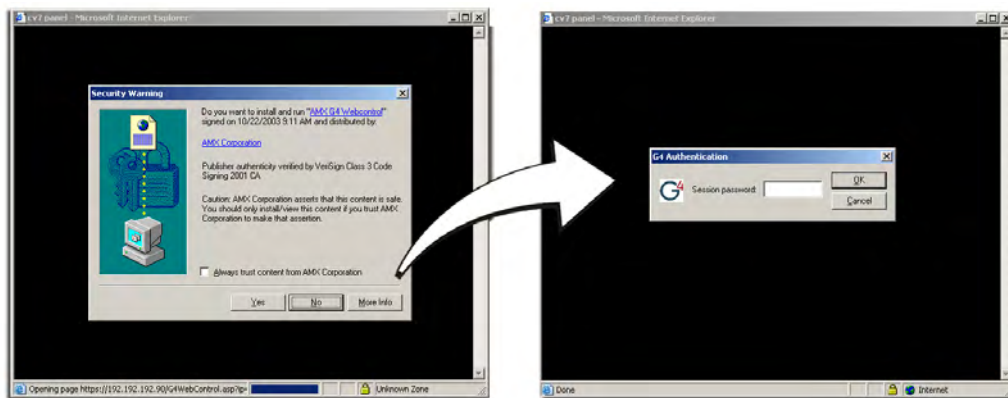 cv7 panel - Microsoft Internet Explorer
Security Warning
Do you want to install and run "AMX G4 Webcontrol"
signed on 10/22/2003 9:11 AM and distributed by:
AMX Corporation
Publisher authenticity verified by VeriSign Class 3 Code
Signing 2001 CA
Caution: AMX Corporation asserts that this content is safe.
You should only install/view this content if you trust AMX
Corporation to make that assertion.
Always trust content from AMX Corporation
Yes No More Info
Opening page https://192.192.192.90/G4WebControl.asp?ip= Unknown Zone
cv7 panel - Microsoft Internet Explorer
G4 Authentication
G4 Session password: OK
Cancel
Done Internet